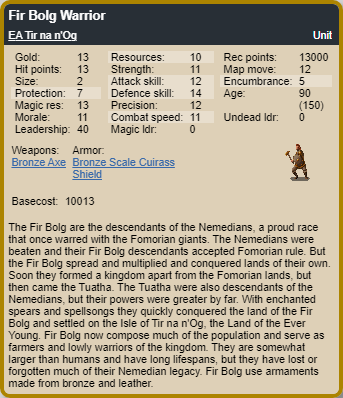 Fir Bolg Warrior
EA Tir na n'Og Unit
Gold: 13 Resources: 10 Rec points: 13000
Hit points: 13 Strength: 11 Map move: 12
Size: 2 Attack skill: 12 Encumbrance: 5
Protection: 7 Defence skill: 14 Age: 90
Magic res: 13 Precision: 12 (150)
Morale: 11 Combat speed: 11 Undead ldr: 0
Leadership: 40 Magic ldr: 0
Weapons: Armor:
Bronze Axe Bronze Scale Cuirass
Shield
Basecost: 10013
The Fir Bolg are the descendants of the Nemedians, a proud race
that once warred with the Fomorian giants. The Nemedians were
beaten and their Fir Bolg descendants accepted Fomorian rule. But
the Fir Bolg spread and multiplied and conquered lands of their own.
Soon they formed a kingdom apart from the Fomorian lands, but
then came the Tuatha. The Tuatha were also descendants of the
Nemedians, but their powers were greater by far. With enchanted
spears and spellsongs they quickly conquered the land of the Fir
Bolg and settled on the Isle of Tir na n'Og, the Land of the Ever
Young. Fir Bolg now compose much of the population and serve as
farmers and lowly warriors of the kingdom. They are somewhat
larger than humans and have long lifespans, but they have lost or
forgotten much of their Nemedian legacy. Fir Bolg use armaments
made from bronze and leather.